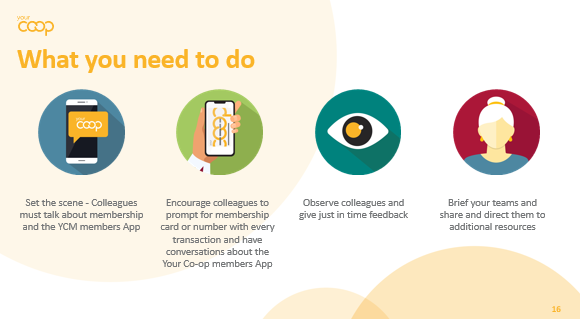 your
coop
What you need to do
your
coop
Set the scene - Colleagues
must talk about membership
and the YCM members App
Encourage colleagues to
prompt for membership
card or number with every
transaction and have
conversations about the
Your Co-op members App
Observe colleagues and
give just in time feedback
Brief your teams and
share and direct them to
additional resources
16